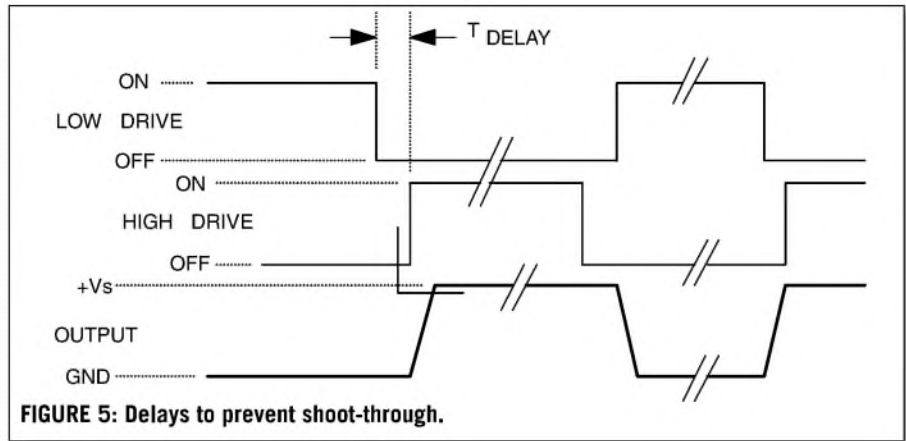 T DELAY
ON
LOW DRIVE
OFF
ON
HIGH DRIVE
OFF
+Vs
OUTPUT
GND
FIGURE 5: Delays to prevent shoot-through.